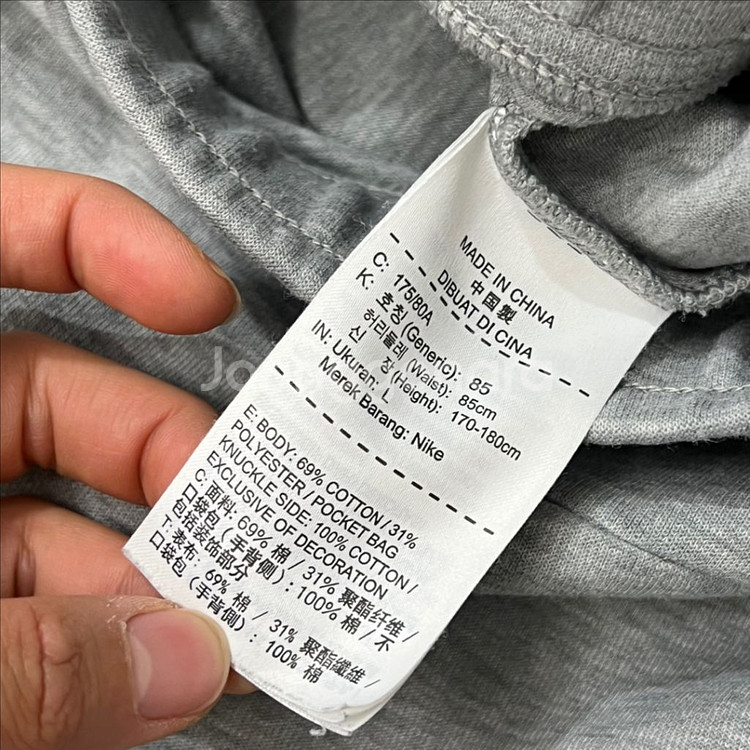 MADE IN CHINA
中国製
DIBUAT DI CINA
C: 175/80A
K: 호칭(Generic): 85
허리둘레 (Waist): 85cm
신 장 (Height): 170-180cm
IN: Ukuran: L
Merek Barang: Nike
E: BODY: 69% COTTON / 31%
POLYESTER / POCKET BAG
KNUCKLE SIDE: 100% COTTON /
EXCLUSIVE OF DECORATION
C: 面料: 69% 棉 / 31% 聚酯纤维 /
口袋包 (手背侧) : 100% 棉 / 不
包括装饰部分
T: 表布: 69% 棉 / 31% 聚酯纖維 /
口袋包 (手背側) : 100% 棉